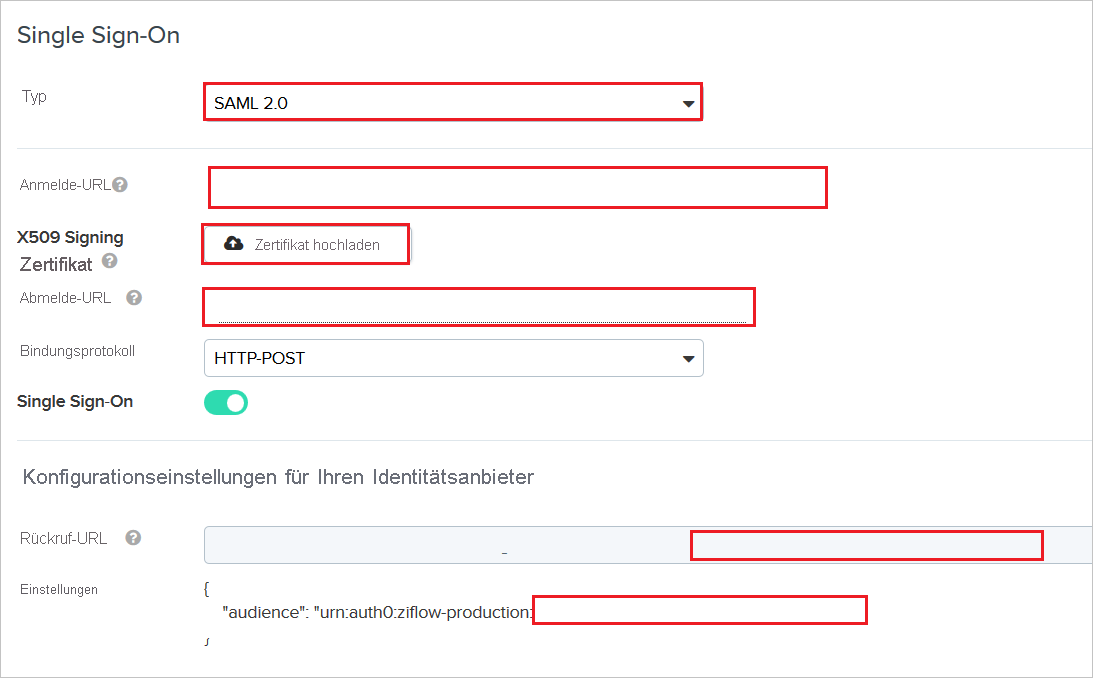 Single Sign-On
Typ
SAML 2.0
Anmelde-URL
X509 Signing
Zertifikat
Zertifikat hochladen
Abmelde-URL
Bindungsprotokoll
HTTP-POST
Single Sign-On
Konfigurationseinstellungen für Ihren Identitätsanbieter
Rückruf-URL
_
Einstellungen
{
"audience": "urn:auth0:ziflow-production:
}